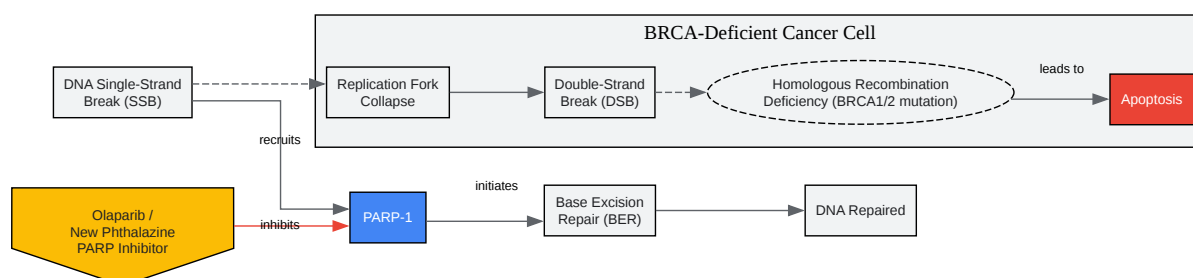 BRCA-Deficient Cancer Cell
DNA Single-Strand
Break (SSB)
Replication Fork
Collapse
Double-Strand
Break (DSB)
Homologous Recombination
Deficiency (BRCA1/2 mutation)
leads to
Apoptosis
recruits
Olaparib /
New Phthalazine
PARP Inhibitor
inhibits
PARP-1
initiates
Base Excision
Repair (BER)
DNA Repaired